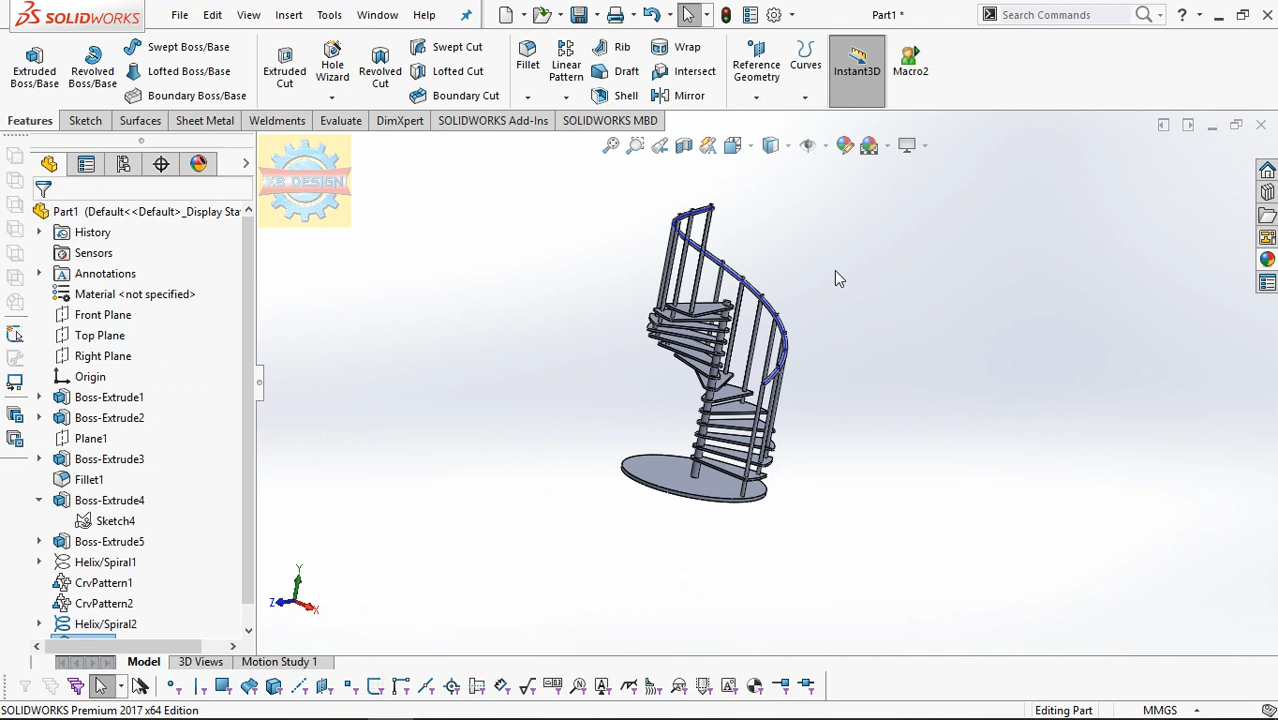 SOLIDWORKS File Edit View Insert Tools Window Help Part1 * Search Commands
Extruded Boss/Base
Revolved Boss/Base
Swept Boss/Base
Lofted Boss/Base
Boundary Boss/Base
Extruded Cut
Hole Wizard
Revolved Cut
Swept Cut
Lofted Cut
Boundary Cut
Fillet
Linear Pattern
Rib
Draft
Shell
Wrap
Intersect
Mirror
Reference Geometry
Curves
Instant3D
Macro2
Features Sketch Surfaces Sheet Metal Weldments Evaluate DimXpert SOLIDWORKS Add-Ins SOLIDWORKS MBD
KB DESIGN
Part1 (Default<<Default>_Display Sta
History
Sensors
Annotations
Material <not specified>
Front Plane
Top Plane
Right Plane
Origin
Boss-Extrude1
Boss-Extrude2
Plane1
Boss-Extrude3
Fillet1
Boss-Extrude4
Sketch4
Boss-Extrude5
Helix/Spiral1
CrvPattern1
CrvPattern2
Helix/Spiral2
Y
Z
X
Model 3D Views Motion Study 1
SOLIDWORKS Premium 2017 x64 Edition Editing Part MMGS